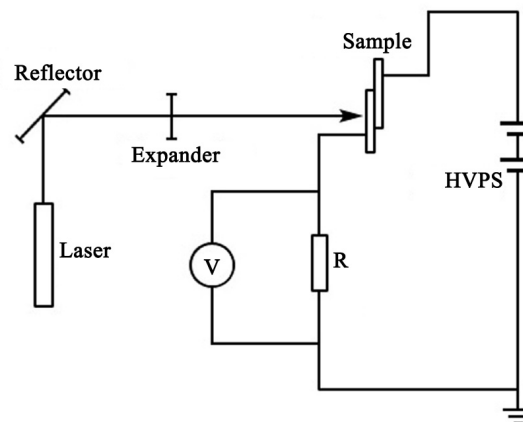 Sample
Reflector
Expander
HVPS
Laser
V
R